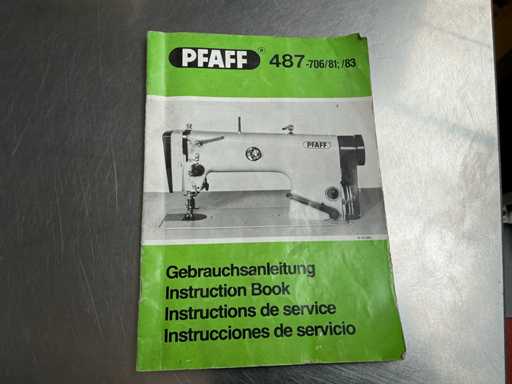 PFAFF ® 487-706/81; /83
PFAFF
Gebrauchsanleitung
Instruction Book
Instructions de service
Instrucciones de servicio